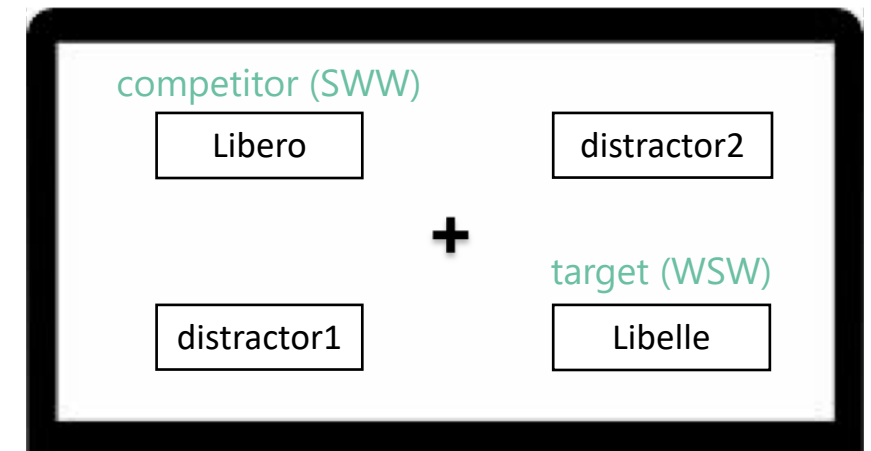 competitor (SWW)
Libero
distractor2
+
target (WSW)
distractor1
Libelle